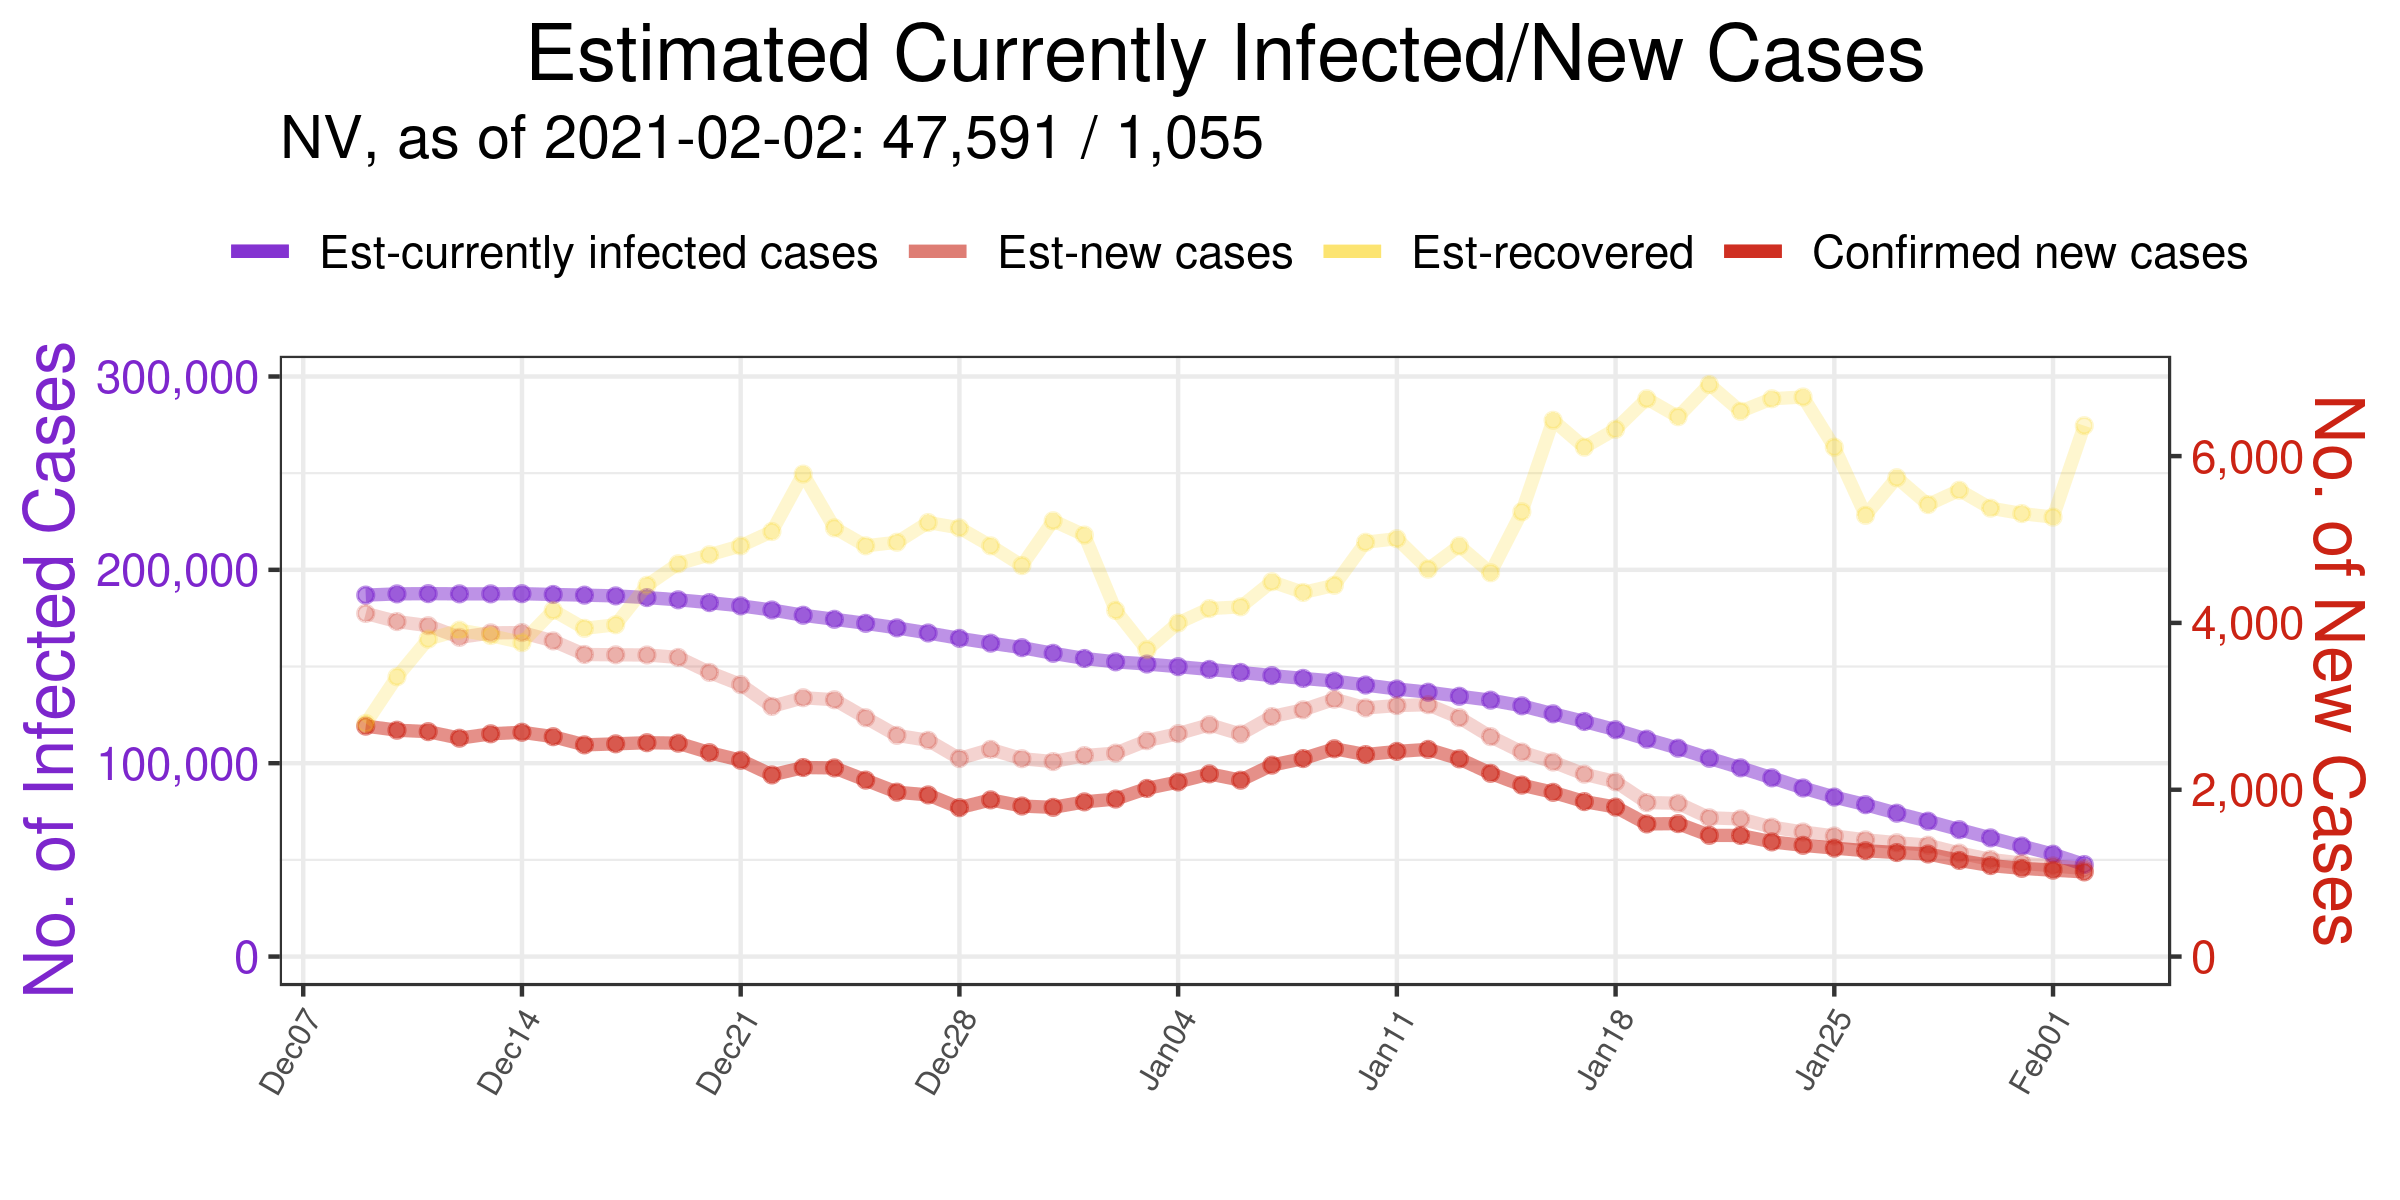 Estimated Currently Infected/New Cases
NV, as of 2021-02-02: 47,591 / 1,055
Est-currently infected cases
Est-new cases
Est-recovered
Confirmed new cases
No. of Infected Cases
300,000
200,000
100,000
0
No. of New Cases
6,000
4,000
2,000
0
Dec07
Dec14
Dec21
Dec28
Jan04
Jan11
Jan18
Jan25
Feb01